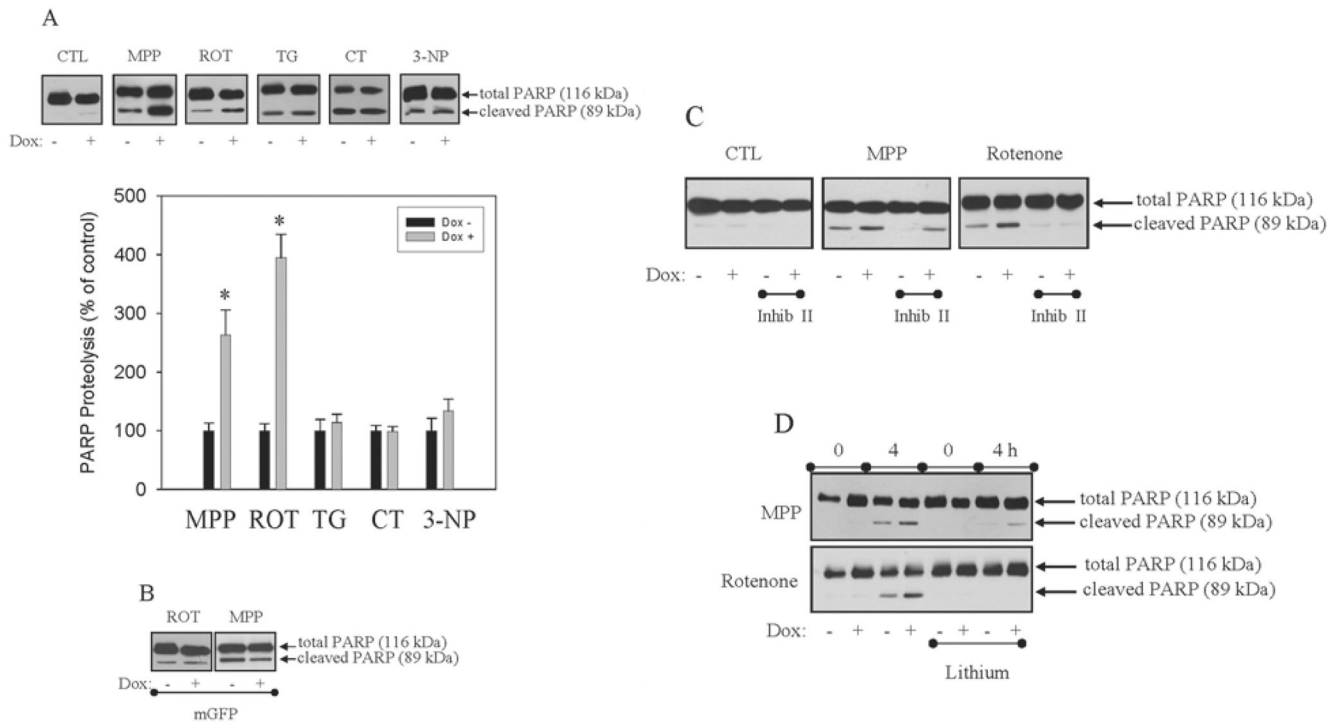 A
CTL MPP ROT TG CT 3-NP
total PARP (116 kDa)
cleaved PARP (89 kDa)
Dox: - + - + - + - + - + - +
500
400
300
200
100
0
PARP Proteolysis (% of control)
Dox -
Dox +
*
*
MPP ROT TG CT 3-NP
B
ROT MPP
total PARP (116 kDa)
cleaved PARP (89 kDa)
Dox: - + - +
mGFP
C
CTL MPP Rotenone
total PARP (116 kDa)
cleaved PARP (89 kDa)
Dox: - + - + - + - + - + - +
Inhib II Inhib II Inhib II
D
0 4 0 4 h
MPP
total PARP (116 kDa)
cleaved PARP (89 kDa)
Rotenone
total PARP (116 kDa)
cleaved PARP (89 kDa)
Dox: - + - + - + - +
Lithium